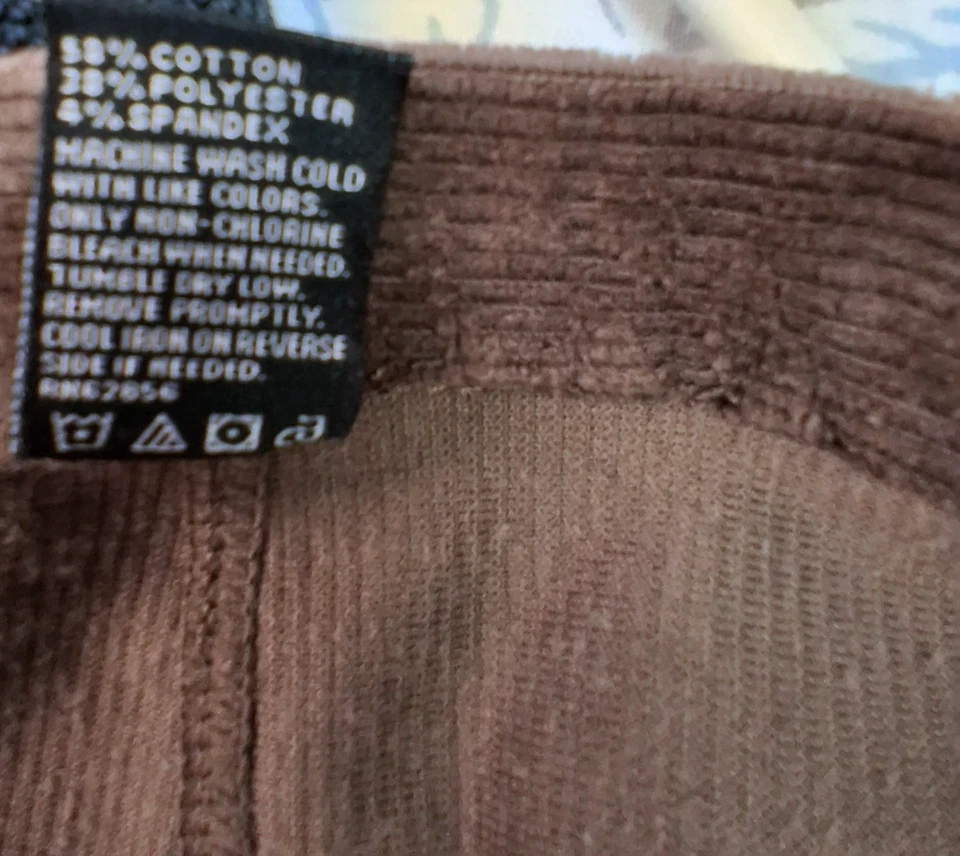 58% COTTON
38% POLYESTER
4% SPANDEX
MACHINE WASH COLD
WITH LIKE COLORS.
ONLY NON-CHLORINE
BLEACH WHEN NEEDED.
TUMBLE DRY LOW.
REMOVE PROMPTLY.
COOL IRON ON REVERSE
SIDE IF NEEDED.